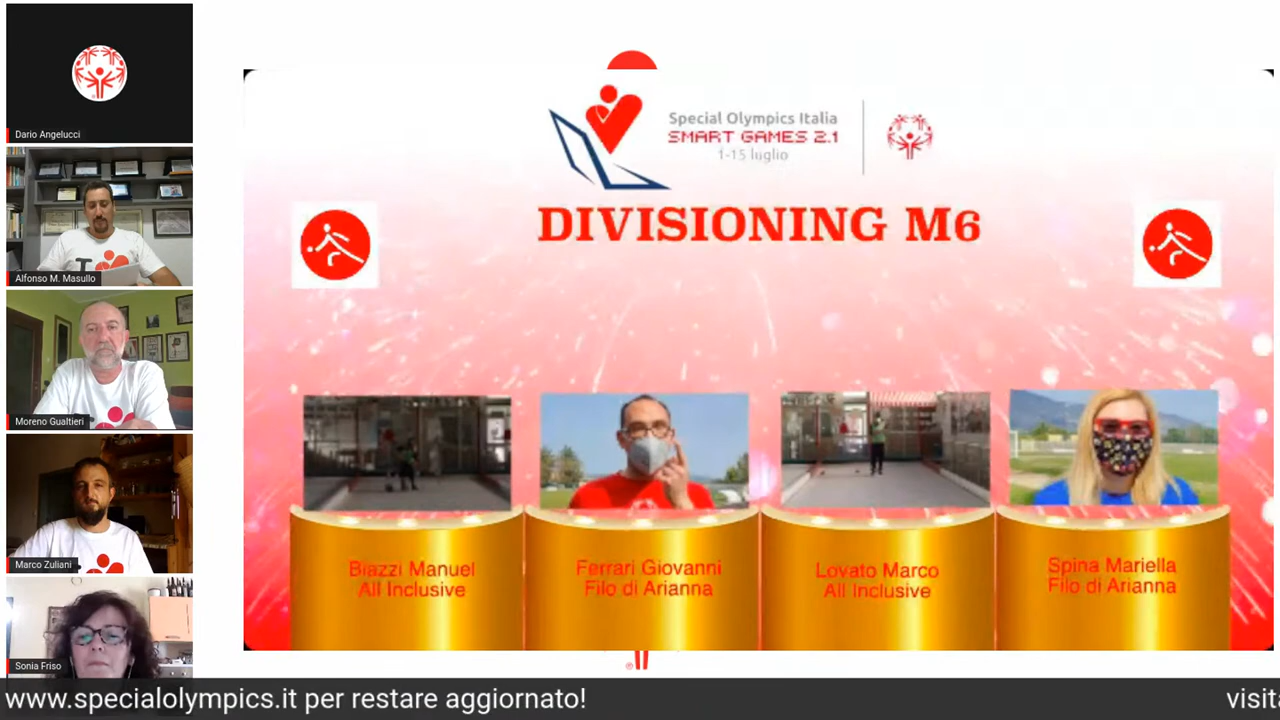 Dario Angelucci
Alfonso M. Masullo
Moreno Gualtieri
Marco Zuliani
Sonia Friso
Special Olympics Italia
SMART GAMES 2.1
1-15 luglio
DIVISIONING M6
Biazzi Manuel
All Inclusive
Ferrari Giovanni
Filo di Arianna
Lovato Marco
All Inclusive
Spina Mariella
Filo di Arianna
www.specialolympics.it per restare aggiornato!
visita